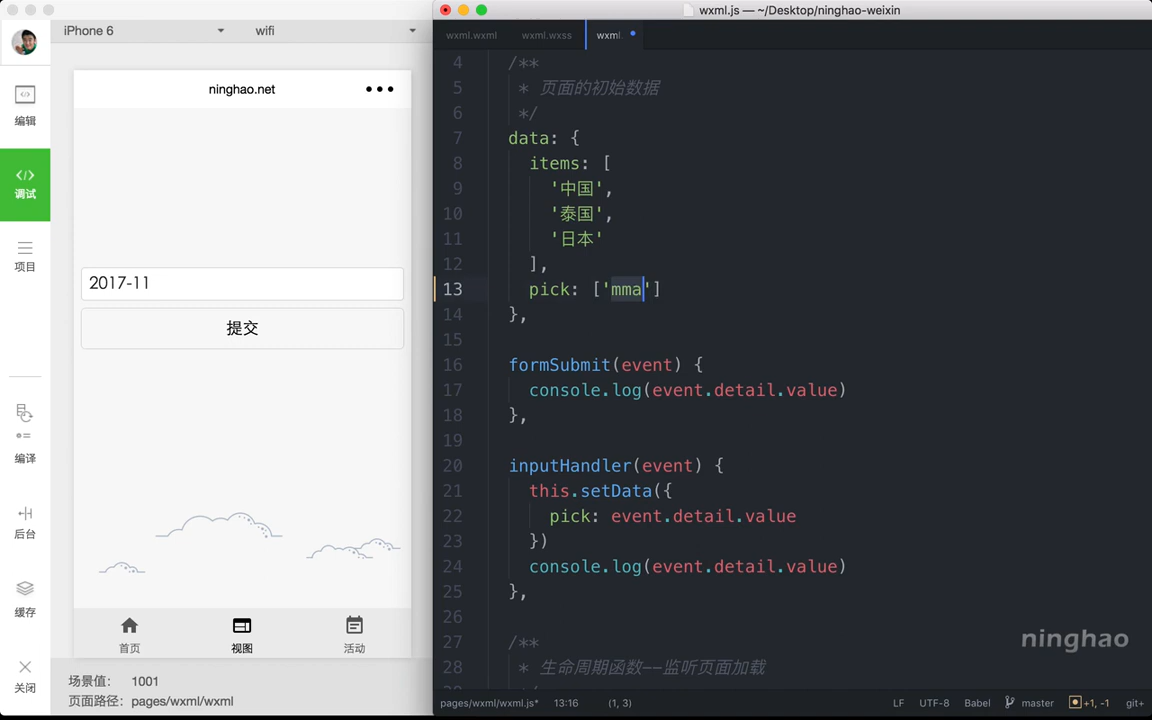 iPhone 6
wifi
编辑
调试
项目
编译
后台
缓存
关闭
ninghao.net
2017-11
提交
首页
视图
活动
场景值： 1001
页面路径： pages/wxml/wxml
wxml.js — ~/Desktop/ninghao-weixin
wxml.wxml
wxml.wxss
wxml.
4 /**
5 * 页面的初始数据
6 */
7 data: {
8 items: [
9 '中国',
10 '泰国',
11 '日本'
12 ],
13 pick: ['mma']
14 },
15
16 formSubmit(event) {
17 console.log(event.detail.value)
18 },
19
20 inputHandler(event) {
21 this.setData({
22 pick: event.detail.value
23 })
24 console.log(event.detail.value)
25 },
26
27 /**
28 * 生命周期函数--监听页面加载
ninghao
pages/wxml/wxml.js* 13:16 (1, 3)
LF UTF-8 Babel master +1, -1 git+